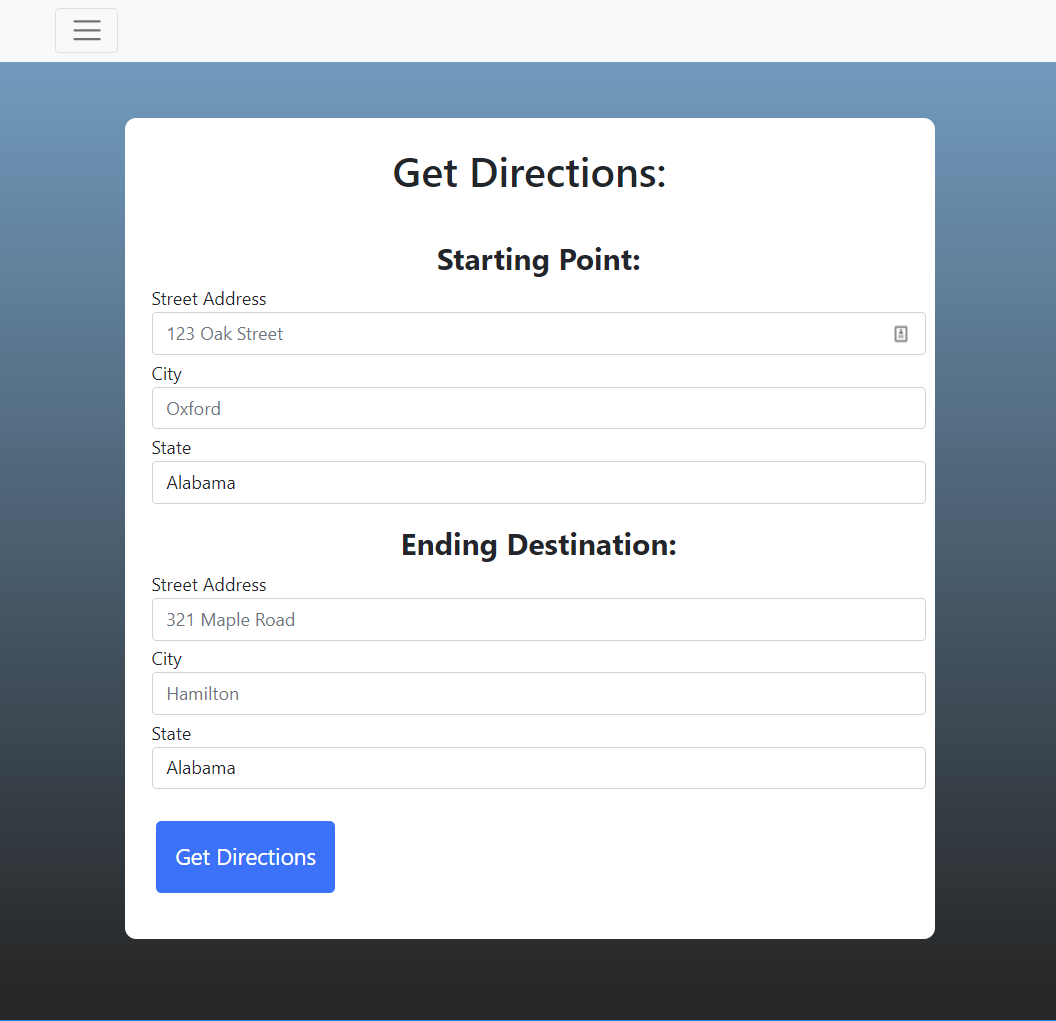 Get Directions:
Starting Point:
Street Address
123 Oak Street
City
Oxford
State
Alabama
Ending Destination:
Street Address
321 Maple Road
City
Hamilton
State
Alabama
Get Directions